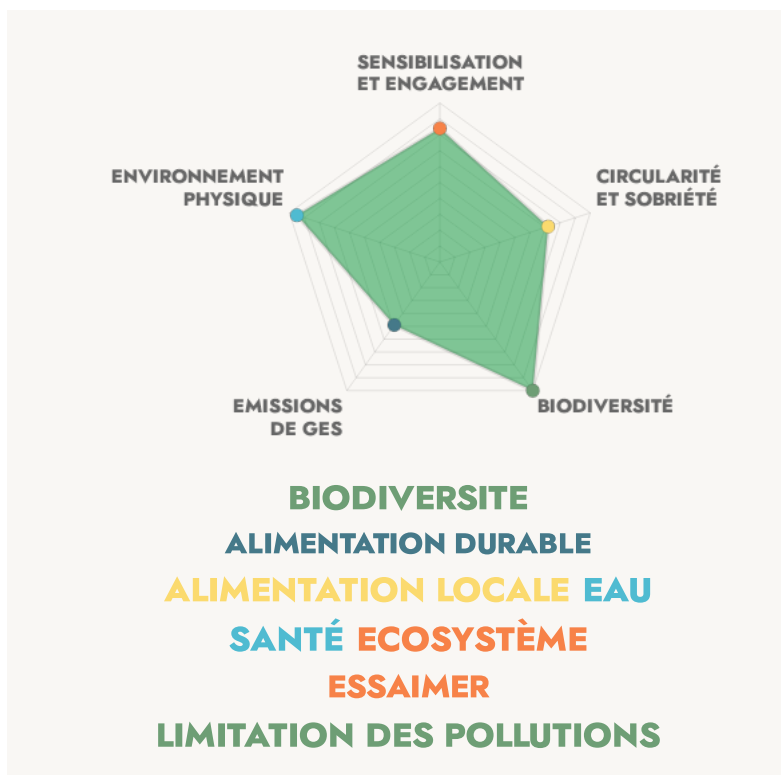 SENSIBILISATION
ET ENGAGEMENT
ENVIRONNEMENT
PHYSIQUE
CIRCULARITÉ
ET SOBRIÉTÉ
EMISSIONS
DE GES
BIODIVERSITÉ
BIODIVERSITE
ALIMENTATION DURABLE
ALIMENTATION LOCALE EAU
SANTÉ ECOSYSTÈME
ESSAIMER
LIMITATION DES POLLUTIONS